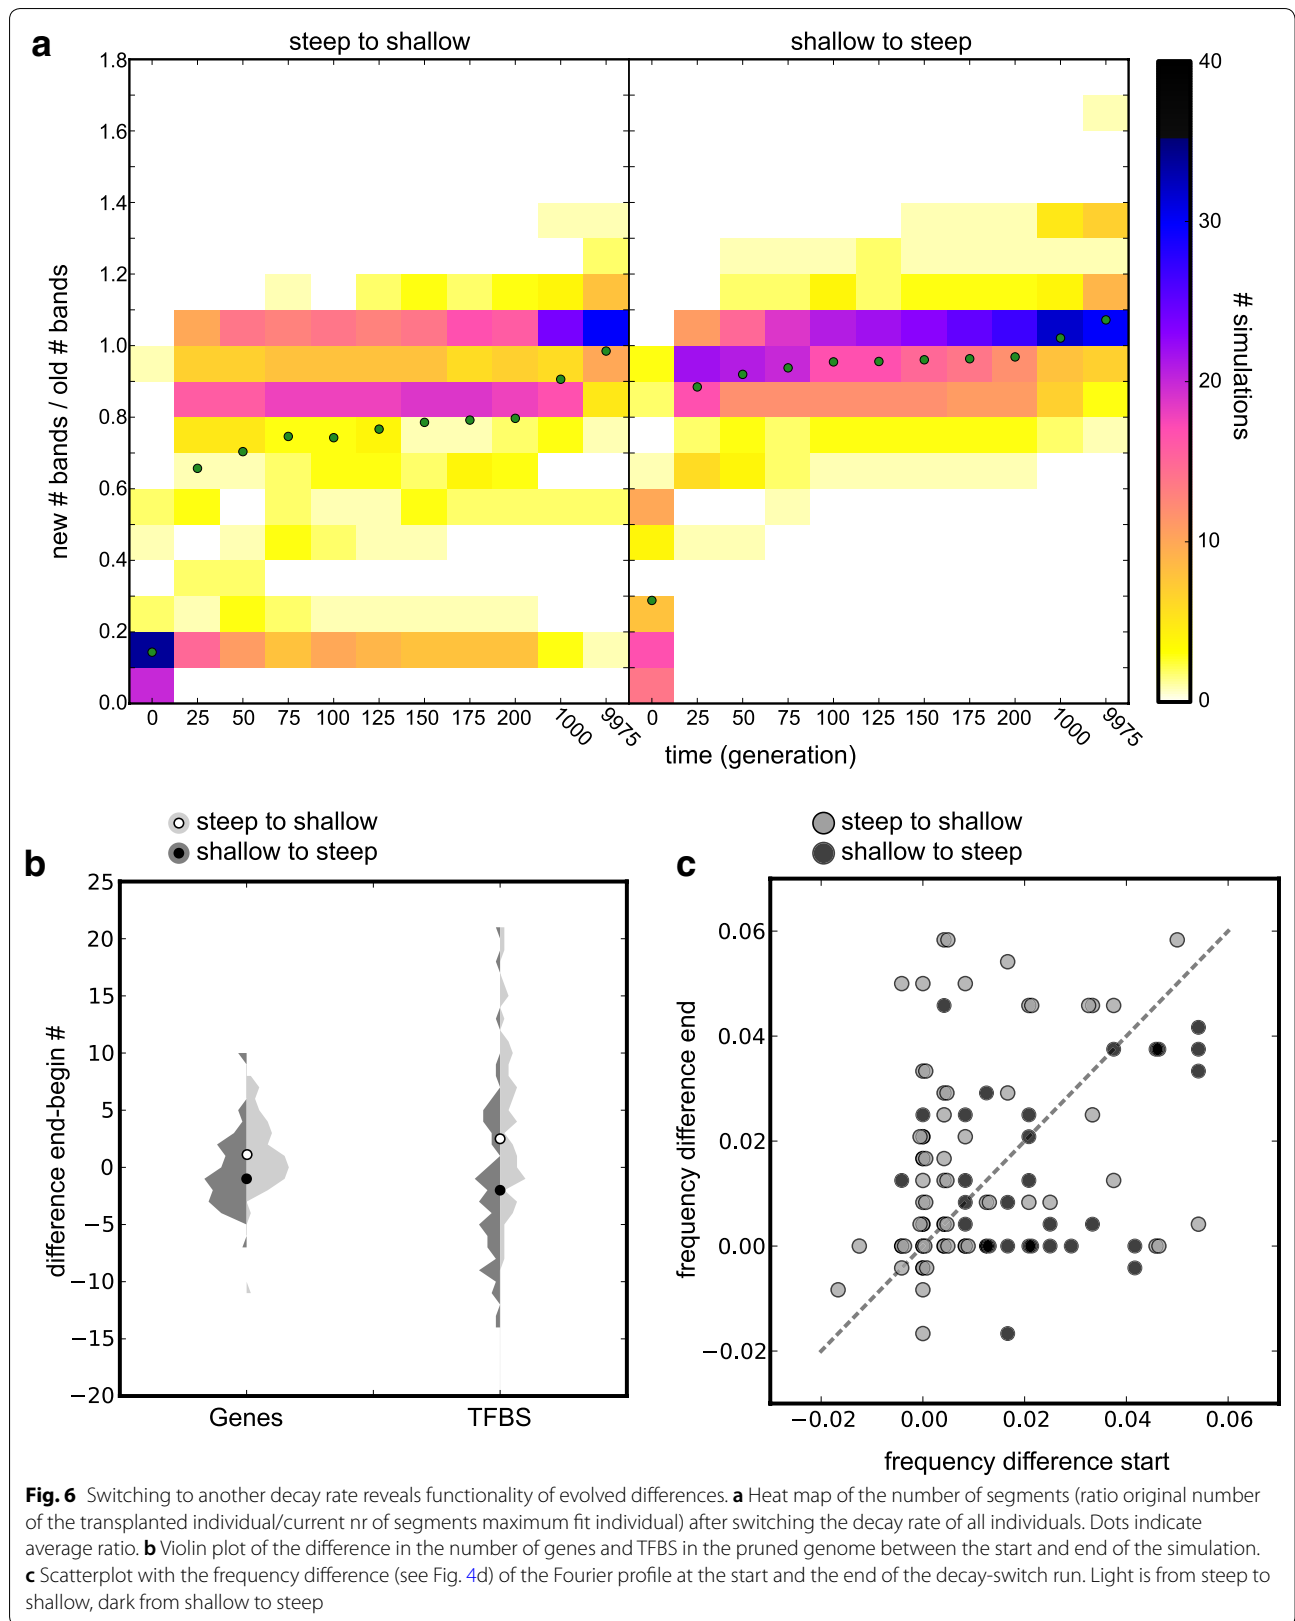 a
steep to shallow
shallow to steep
new # bands / old # bands
1.8
1.6
1.4
1.2
1.0
0.8
0.6
0.4
0.2
0.0
0 25 50 75 100 125 150 175 200 1000 9975
0 25 50 75 100 125 150 175 200 1000 9975
time (generation)
40
30
20
10
0
# simulations
b
steep to shallow
shallow to steep
difference end-begin #
25
20
15
10
5
0
−5
−10
−15
−20
Genes TFBS
c
steep to shallow
shallow to steep
frequency difference end
0.06
0.04
0.02
0.00
−0.02
−0.02 0.00 0.02 0.04 0.06
frequency difference start
Fig. 6 Switching to another decay rate reveals functionality of evolved differences. a Heat map of the number of segments (ratio original number
of the transplanted individual/current nr of segments maximum fit individual) after switching the decay rate of all individuals. Dots indicate
average ratio. b Violin plot of the difference in the number of genes and TFBS in the pruned genome between the start and end of the simulation.
c Scatterplot with the frequency difference (see Fig. 4d) of the Fourier profile at the start and the end of the decay-switch run. Light is from steep to
shallow, dark from shallow to steep